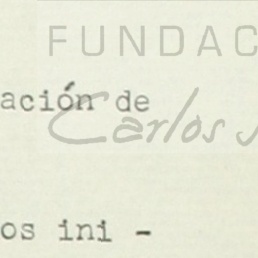 FUNDAC
ación de
Carlos
os ini -